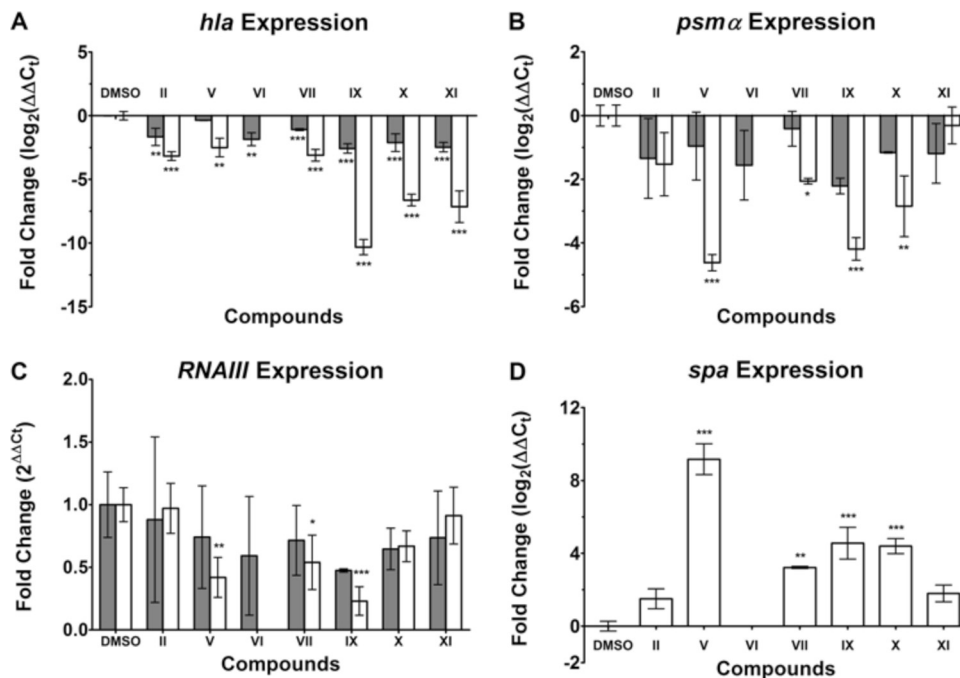 A
hla Expression
Fold Change (log₂(ΔΔCₜ)
5
0
-5
-10
-15
DMSO II V VI VII IX X XI
** *** ** ** *** *** *** *** *** *** *** ***
Compounds
B
psmα Expression
Fold Change (log₂(ΔΔCₜ)
2
0
-2
-4
-6
DMSO II V VI VII IX X XI
*** * *** **
Compounds
C
RNAIII Expression
Fold Change (2^ΔΔCt)
2.0
1.5
1.0
0.5
0.0
** * ***
DMSO II V VI VII IX X XI
Compounds
D
spa Expression
Fold Change (log₂(ΔΔCₜ)
12
8
4
0
-2
*** ** *** ***
DMSO II V VI VII IX X XI
Compounds